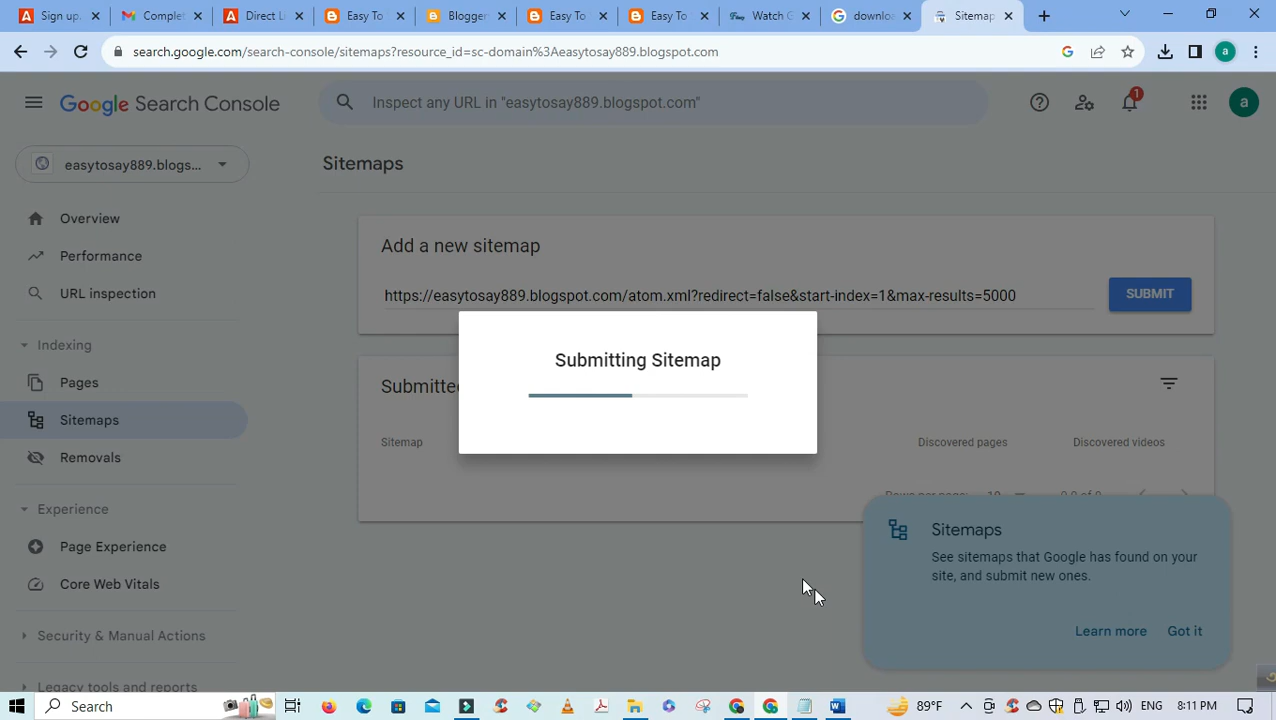 Sign up.
Complet
Direct Li
Easy To
Blogger
Easy To
Easy To
Watch G
downloa
Sitemap
search.google.com/search-console/sitemaps?resource_id=sc-domain%3Aeasytosay889.blogspot.com
a
Google Search Console
Inspect any URL in "easytosay889.blogspot.com"
1
a
easytosay889.blogs...
Sitemaps
Overview
Performance
URL inspection
Indexing
Pages
Sitemaps
Removals
Experience
Page Experience
Core Web Vitals
Security & Manual Actions
Legacy tools and reports
Add a new sitemap
https://easytosay889.blogspot.com/atom.xml?redirect=false&start-index=1&max-results=5000
SUBMIT
Submitting Sitemap
Submitte
Sitemap
Discovered pages
Discovered videos
Rows per page: 10
0-0 of 0
Sitemaps
See sitemaps that Google has found on your
site, and submit new ones.
Learn more
Got it
Search
89°F
ENG
8:11 PM